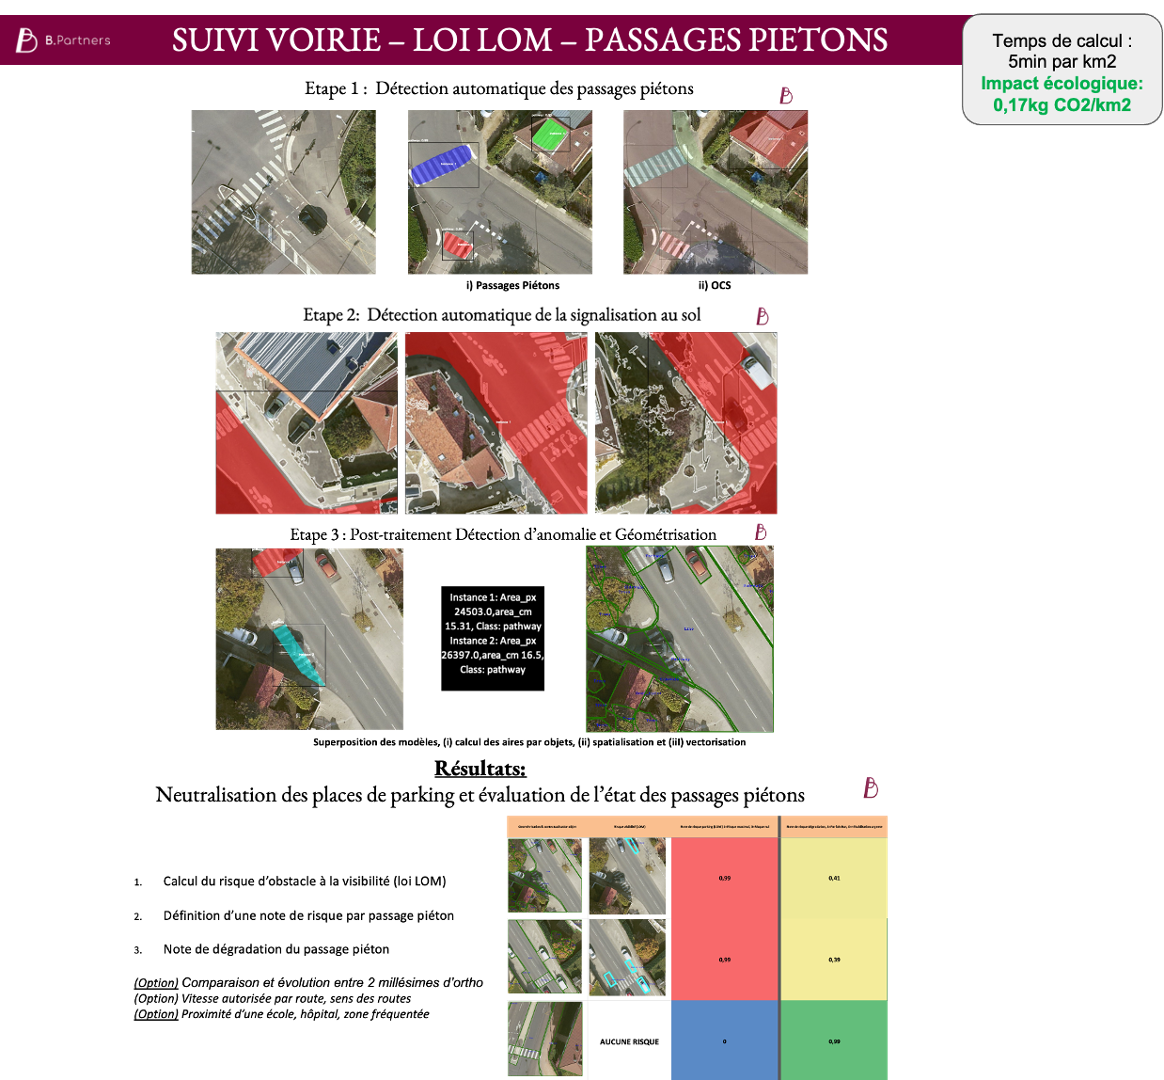 B.Partners
SUIVI VOIRIE – LOI LOM – PASSAGES PIETONS
Temps de calcul :
5min par km2
Impact écologique:
0,17kg CO2/km2
Etape 1 : Détection automatique des passages piétons
i) Passages Piétons
ii) OCS
Etape 2: Détection automatique de la signalisation au sol
Etape 3 : Post-traitement Détection d'anomalie et Géométrisation
Instance 1: Area_px
24503.0,area_cm
15.31, Class: pathway
Instance 2: Area_px
26397.0,area_cm 16.5,
Class: pathway
Superposition des modèles, (i) calcul des aires par objets, (ii) spatialisation et (iii) vectorisation
Résultats:
Neutralisation des places de parking et évaluation de l'état des passages piétons
1. Calcul du risque d'obstacle à la visibilité (loi LOM)
2. Définition d'une note de risque par passage piéton
3. Note de dégradation du passage piéton
(Option) Comparaison et évolution entre 2 millésimes d'ortho
(Option) Vitesse autorisée par route, sens des routes
(Option) Proximité d'une école, hôpital, zone fréquentée
0,99
0,41
0,99
0,39
AUCUNE RISQUE
0
0,99